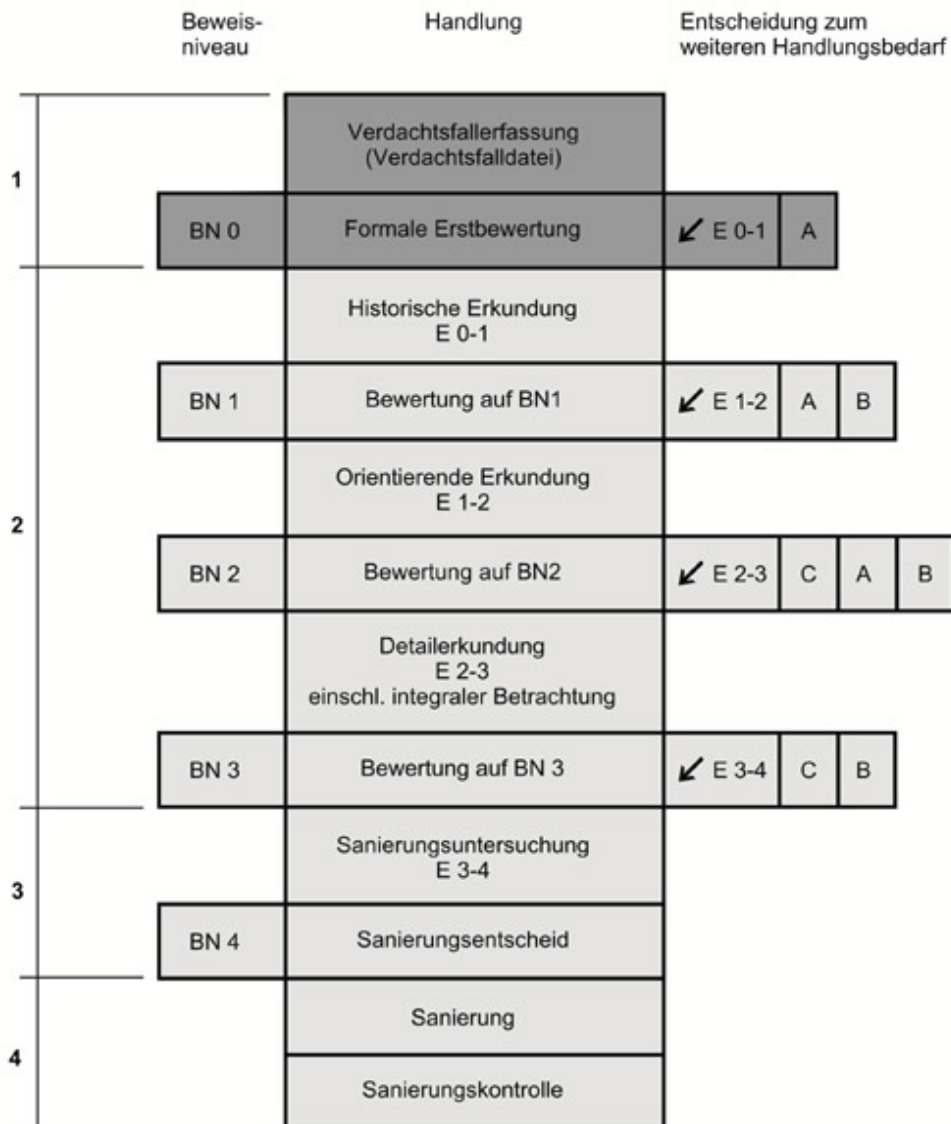 Beweis-
niveau
Handlung
Entscheidung zum
weiteren Handlungsbedarf
1
Verdachtsfallerfassung
(Verdachtsfalldatei)
BN 0
Formale Erstbewertung
↙ E 0-1
A
2
Historische Erkundung
E 0-1
BN 1
Bewertung auf BN1
↙ E 1-2
A
B
Orientierende Erkundung
E 1-2
BN 2
Bewertung auf BN2
↙ E 2-3
C
A
B
Detailerkundung
E 2-3
einschl. integraler Betrachtung
BN 3
Bewertung auf BN 3
↙ E 3-4
C
B
3
Sanierungsuntersuchung
E 3-4
BN 4
Sanierungsentscheid
4
Sanierung
Sanierungskontrolle